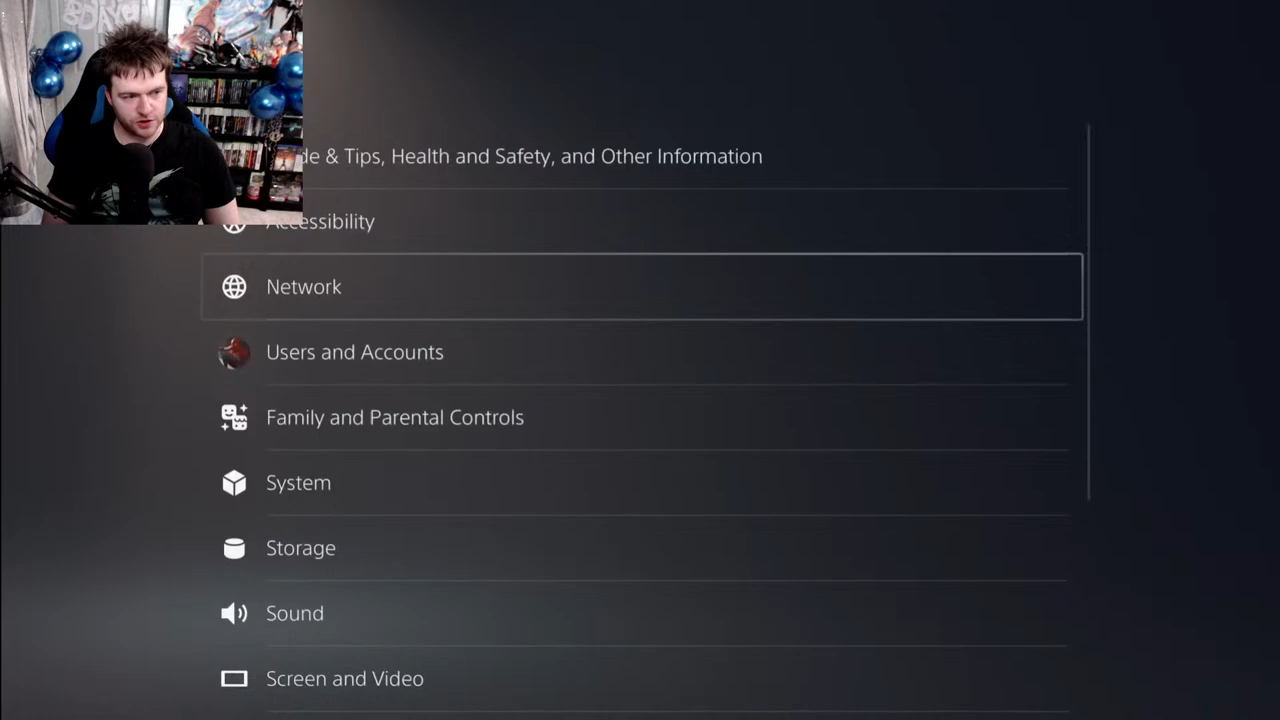 de & Tips, Health and Safety, and Other Information
Accessibility
Network
Users and Accounts
Family and Parental Controls
System
Storage
Sound
Screen and Video